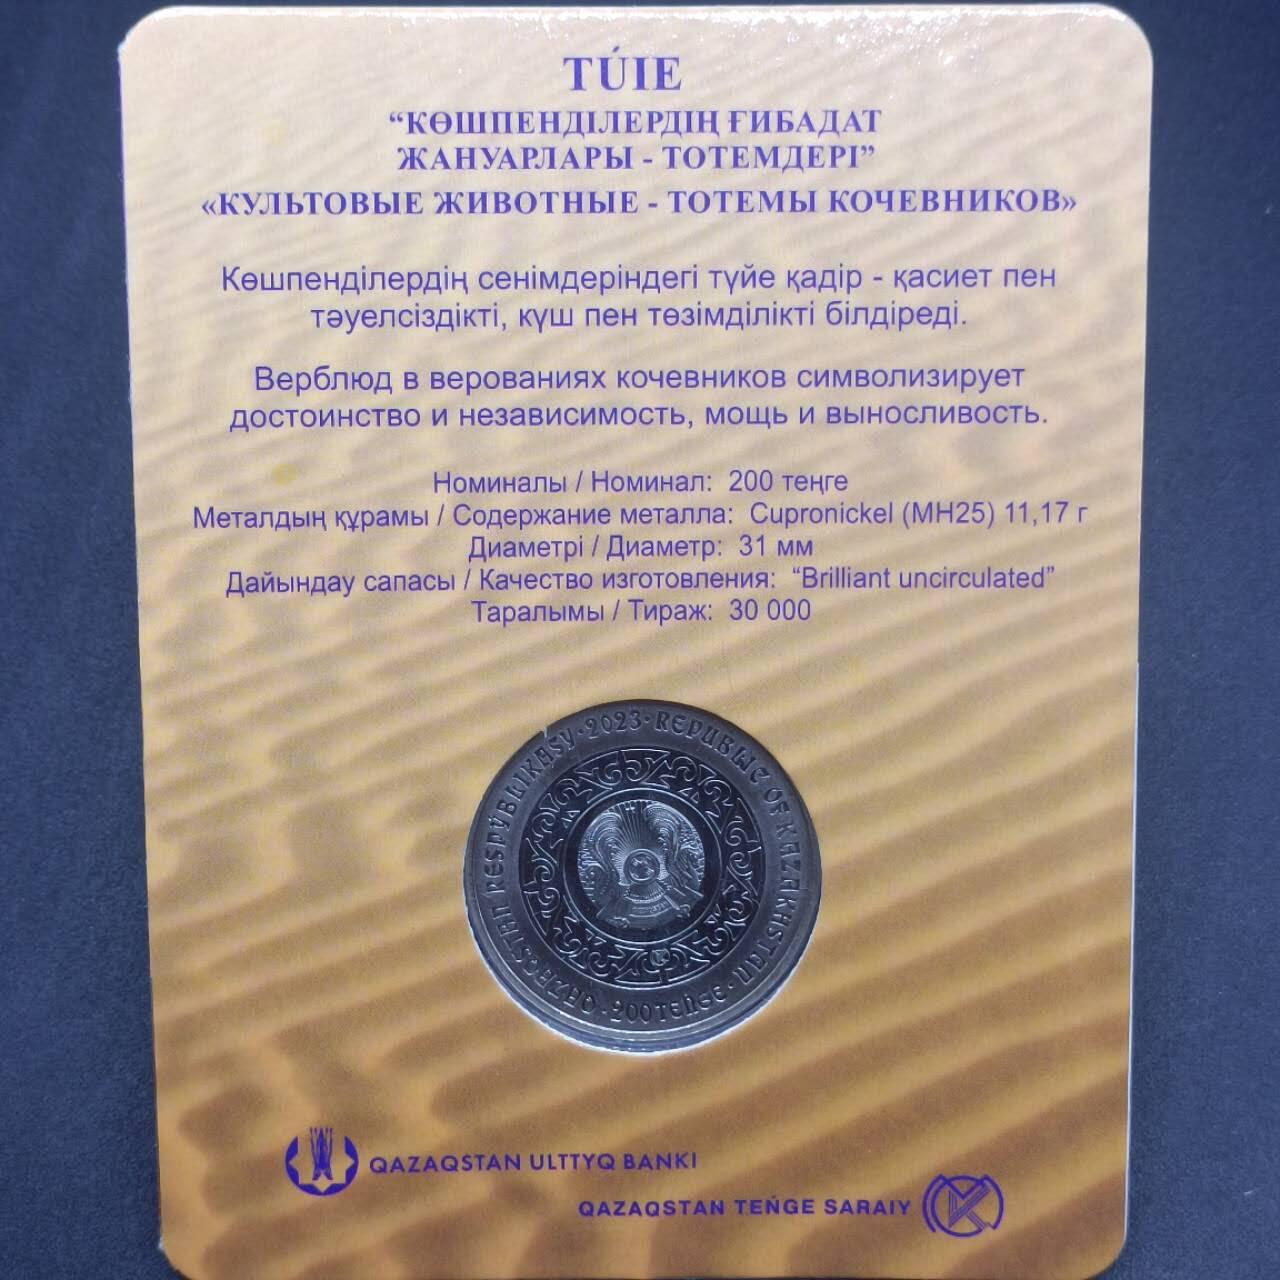 TÚIE
“КӨШПЕНДІЛЕРДІҢ ҒИБАДАТ
ЖАНУАРЛАРЫ - ТОТЕМДЕРІ”
«КУЛЬТОВЫЕ ЖИВОТНЫЕ - ТОТЕМЫ КОЧЕВНИКОВ»
Көшпенділердің сенімдеріндегі түйе қадір - қасиет пен
тәуелсіздікті, күш пен төзімділікті білдіреді.
Верблюд в верованиях кочевников символизирует
достоинство и независимость, мощь и выносливость.
Номиналы / Номинал: 200 теңге
Металдың құрамы / Содержание металла: Cupronickel (МН25) 11,17 г
Диаметрі / Диаметр: 31 мм
Дайындау сапасы / Качество изготовления: “Brilliant uncirculated”
Таралымы / Тираж: 30 000
QAZAQSTAN RESPÝBLIKASY · 2023 · REPUBLIC OF KAZAKHSTAN · 200 TEŃGE ·
QAZAQSTAN ULTTYQ BANKI
QAZAQSTAN TEŃGE SARAIY